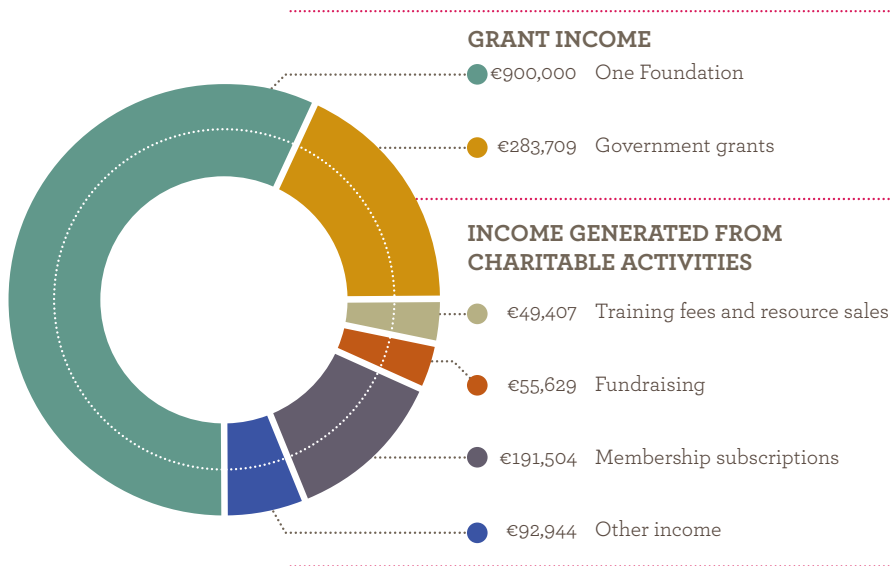 GRANT INCOME
€900,000 One Foundation
€283,709 Government grants
INCOME GENERATED FROM
CHARITABLE ACTIVITIES
€49,407 Training fees and resource sales
€55,629 Fundraising
€191,504 Membership subscriptions
€92,944 Other income